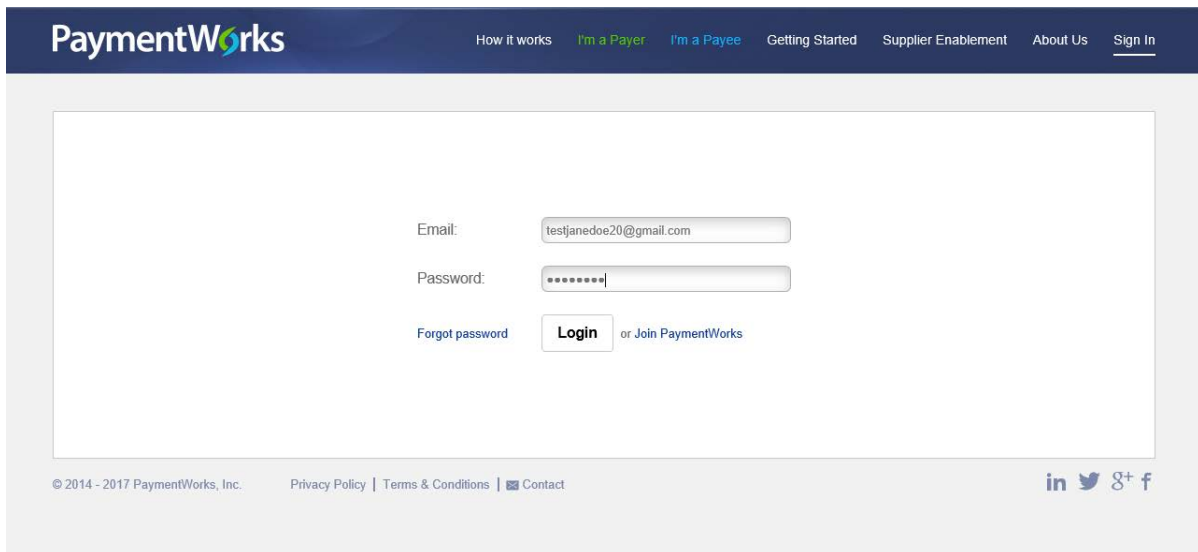 PaymentWorks
How it works I'm a Payer I'm a Payee Getting Started Supplier Enablement About Us Sign In
Email: testjanedoe20@gmail.com
Password: ••••••••
Forgot password Login or Join PaymentWorks
© 2014 - 2017 PaymentWorks, Inc. Privacy Policy | Terms & Conditions | Contact in g+ f